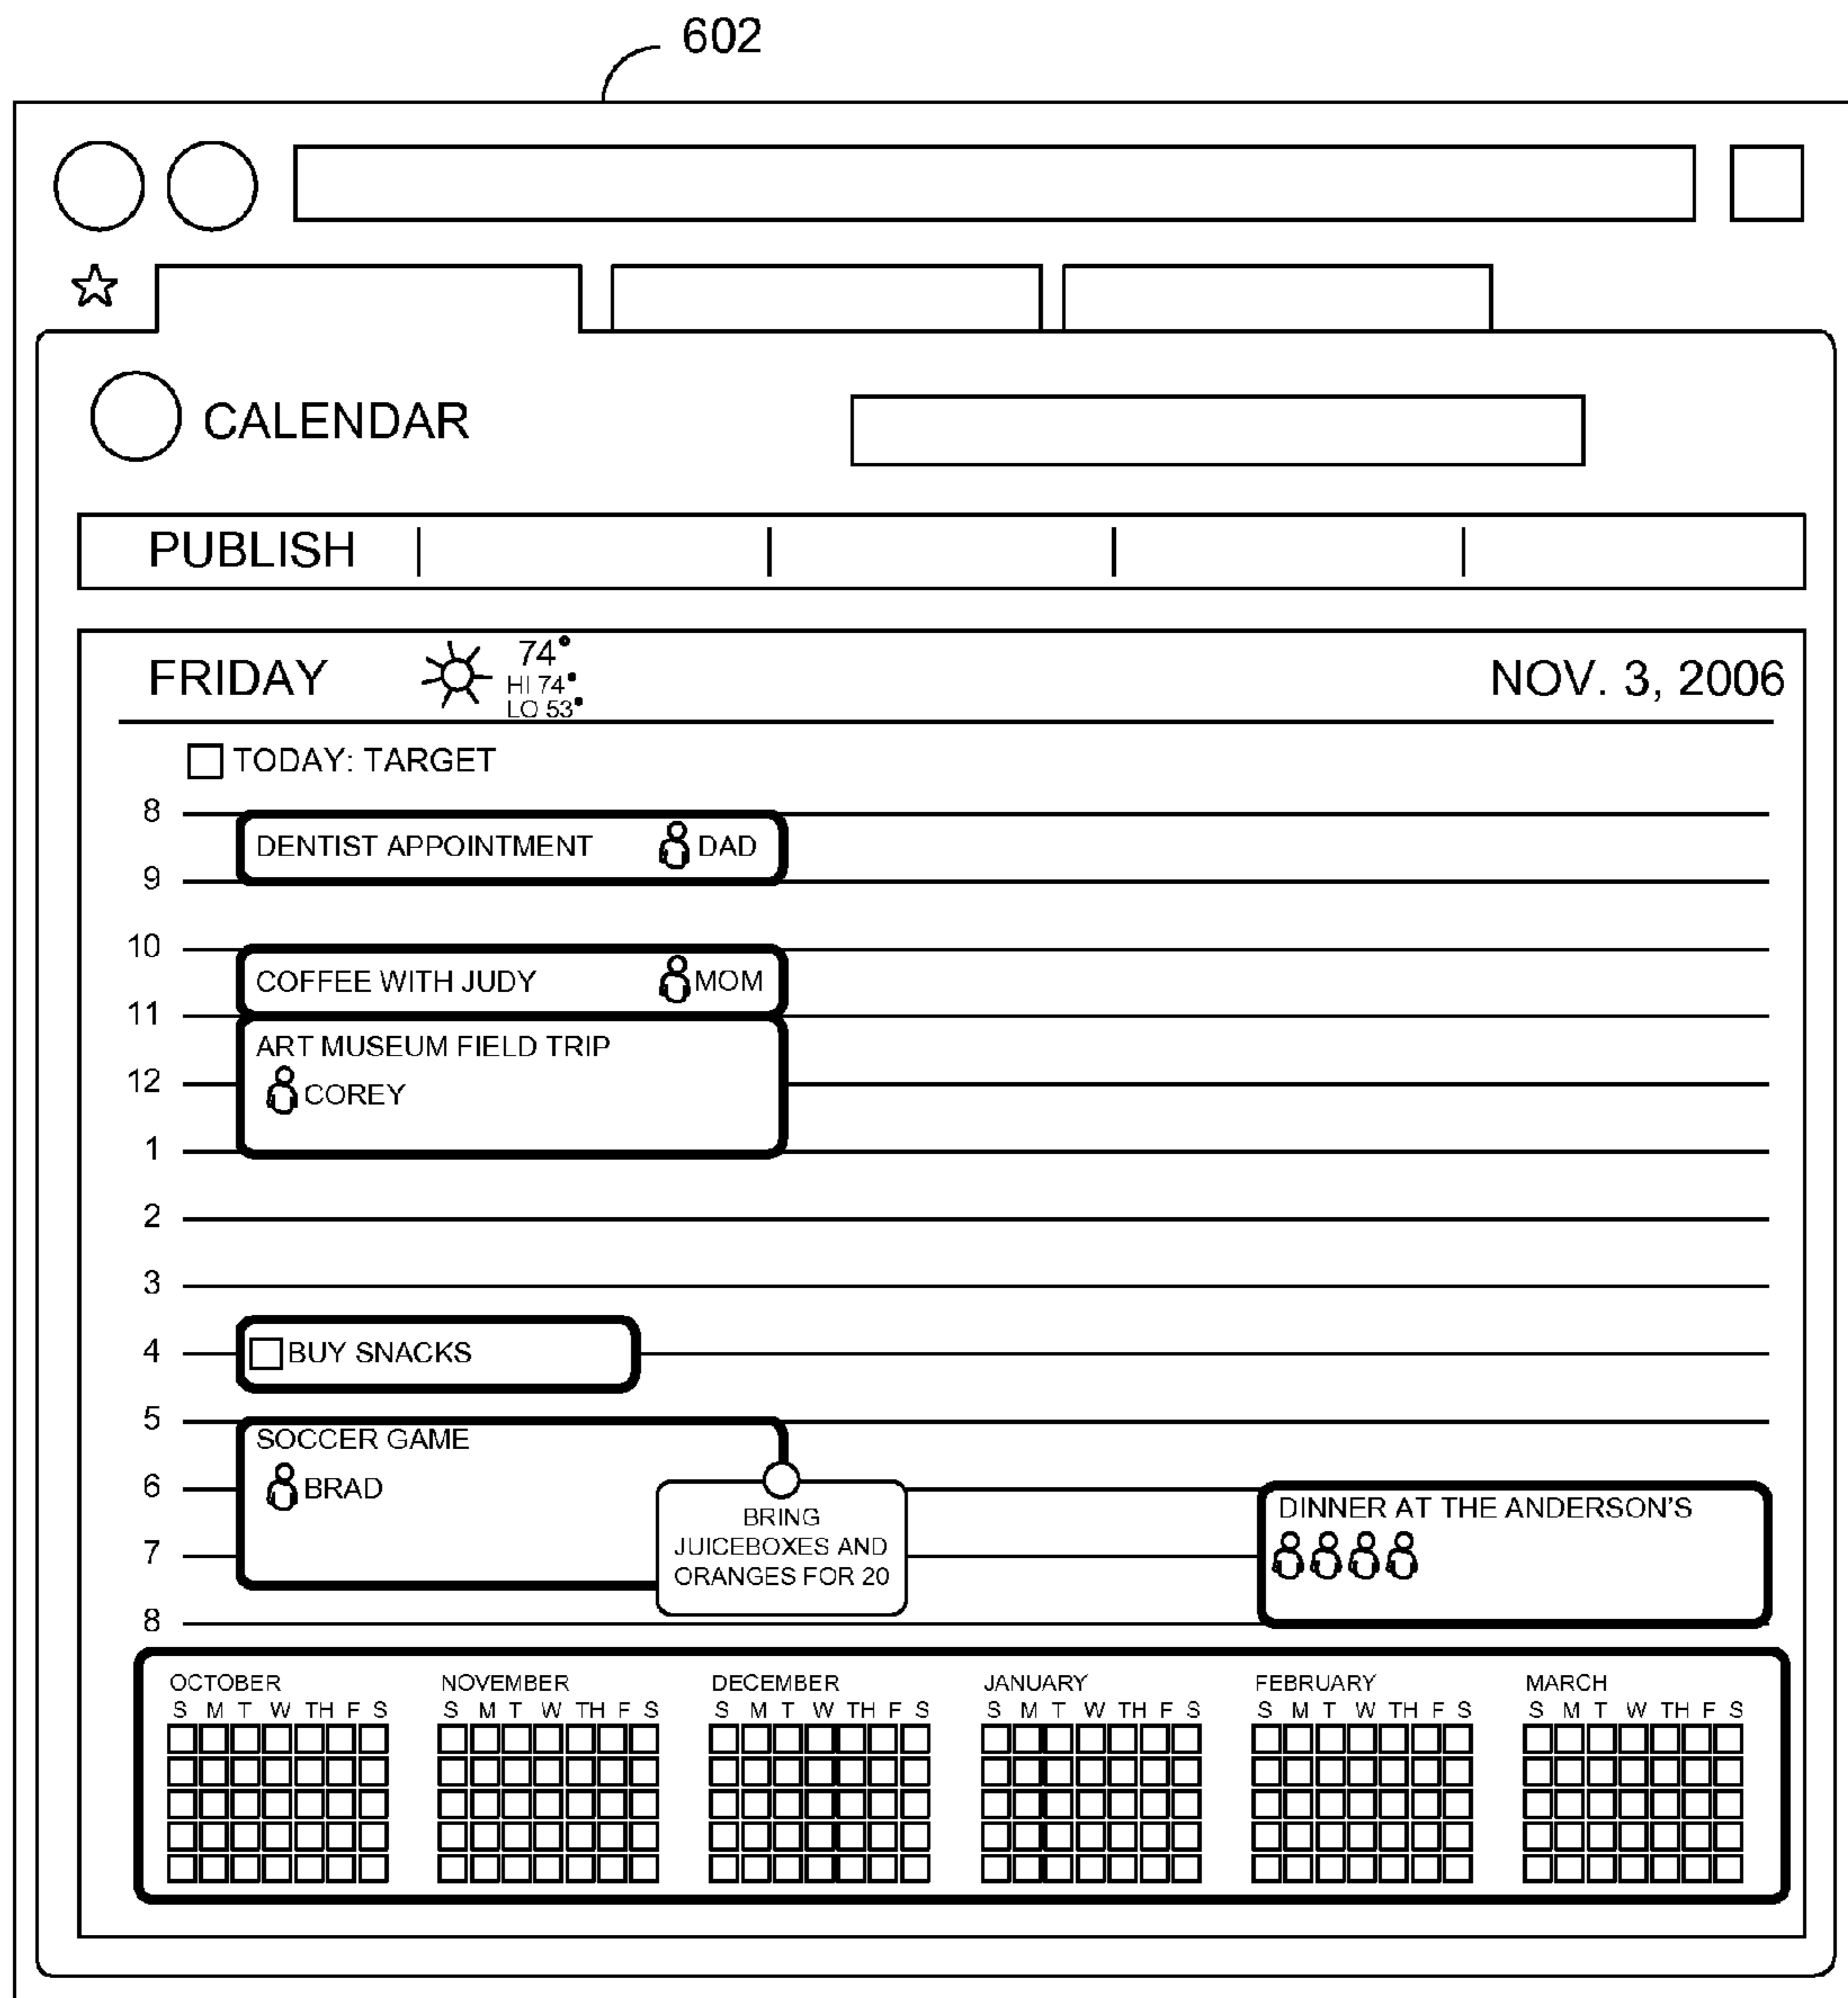 602
CALENDAR
PUBLISH
FRIDAY 74° NOV. 3, 2006
HI 74°
LO 53°
TODAY: TARGET
8
DENTIST APPOINTMENT DAD
9
10
COFFEE WITH JUDY MOM
11
ART MUSEUM FIELD TRIP
12
COREY
1
2
3
4 BUY SNACKS
5
SOCCER GAME
6 BRAD
DINNER AT THE ANDERSON'S
BRING
JUICEBOXES AND
ORANGES FOR 20
7
8
OCTOBER NOVEMBER DECEMBER JANUARY FEBRUARY MARCH
S M T W TH F S S M T W TH F S S M T W TH F S S M T W TH F S S M T W TH F S S M T W TH F S